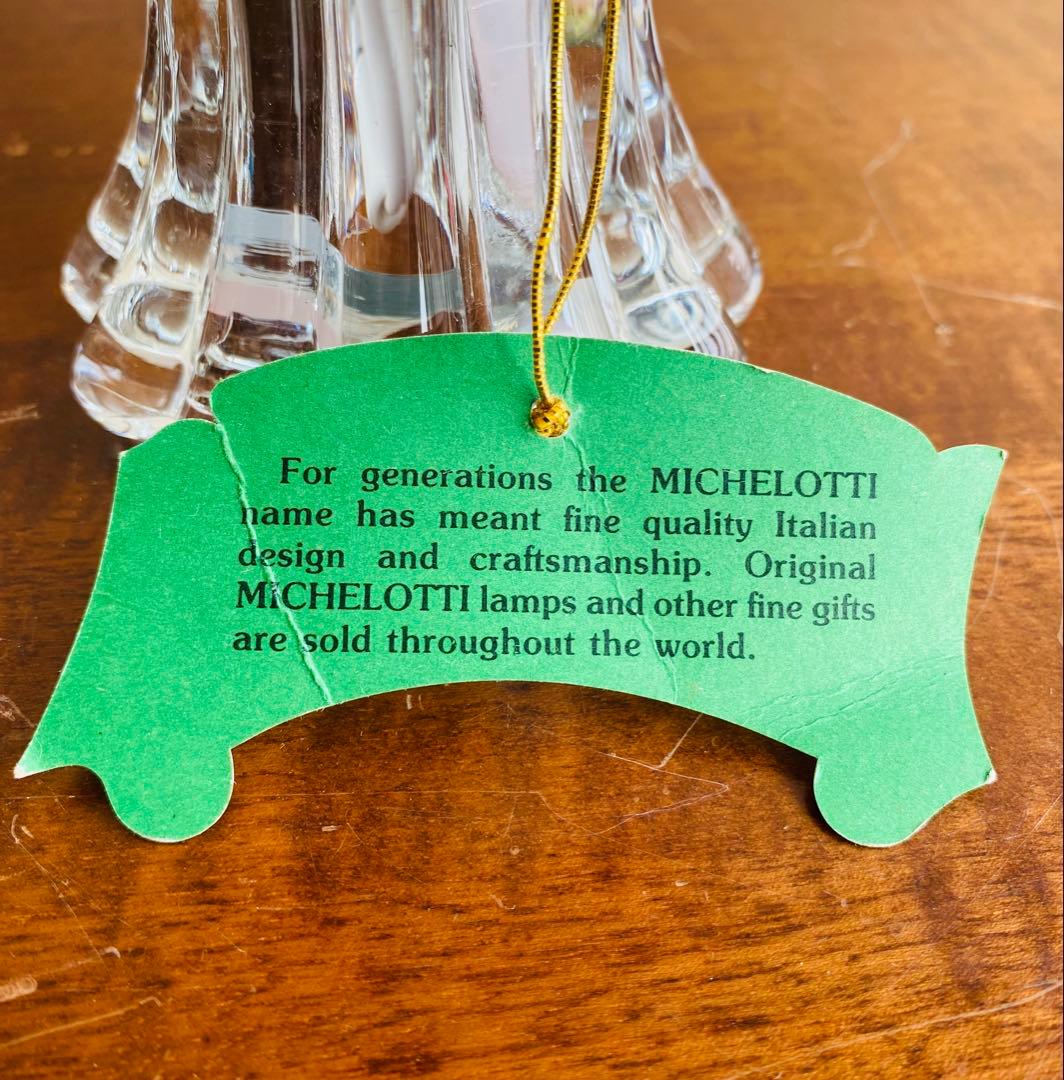 For generations the MICHELOTTI
name has meant fine quality Italian
design and craftsmanship. Original
MICHELOTTI lamps and other fine gifts
are sold throughout the world.